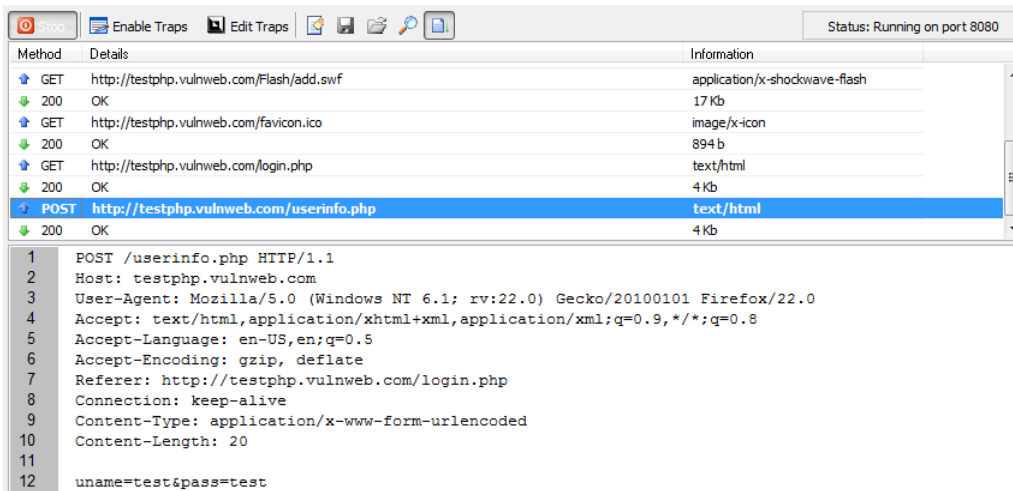 Stop Enable Traps Edit Traps Status: Running on port 8080
Method Details Information
GET http://testphp.vulnweb.com/Flash/add.swf application/x-shockwave-flash
200 OK 17 Kb
GET http://testphp.vulnweb.com/favicon.ico image/x-icon
200 OK 894 b
GET http://testphp.vulnweb.com/login.php text/html
200 OK 4 Kb
POST http://testphp.vulnweb.com/userinfo.php text/html
200 OK 4 Kb
1 POST /userinfo.php HTTP/1.1
2 Host: testphp.vulnweb.com
3 User-Agent: Mozilla/5.0 (Windows NT 6.1; rv:22.0) Gecko/20100101 Firefox/22.0
4 Accept: text/html,application/xhtml+xml,application/xml;q=0.9,*/*;q=0.8
5 Accept-Language: en-US,en;q=0.5
6 Accept-Encoding: gzip, deflate
7 Referer: http://testphp.vulnweb.com/login.php
8 Connection: keep-alive
9 Content-Type: application/x-www-form-urlencoded
10 Content-Length: 20
11
12 uname=test&pass=test